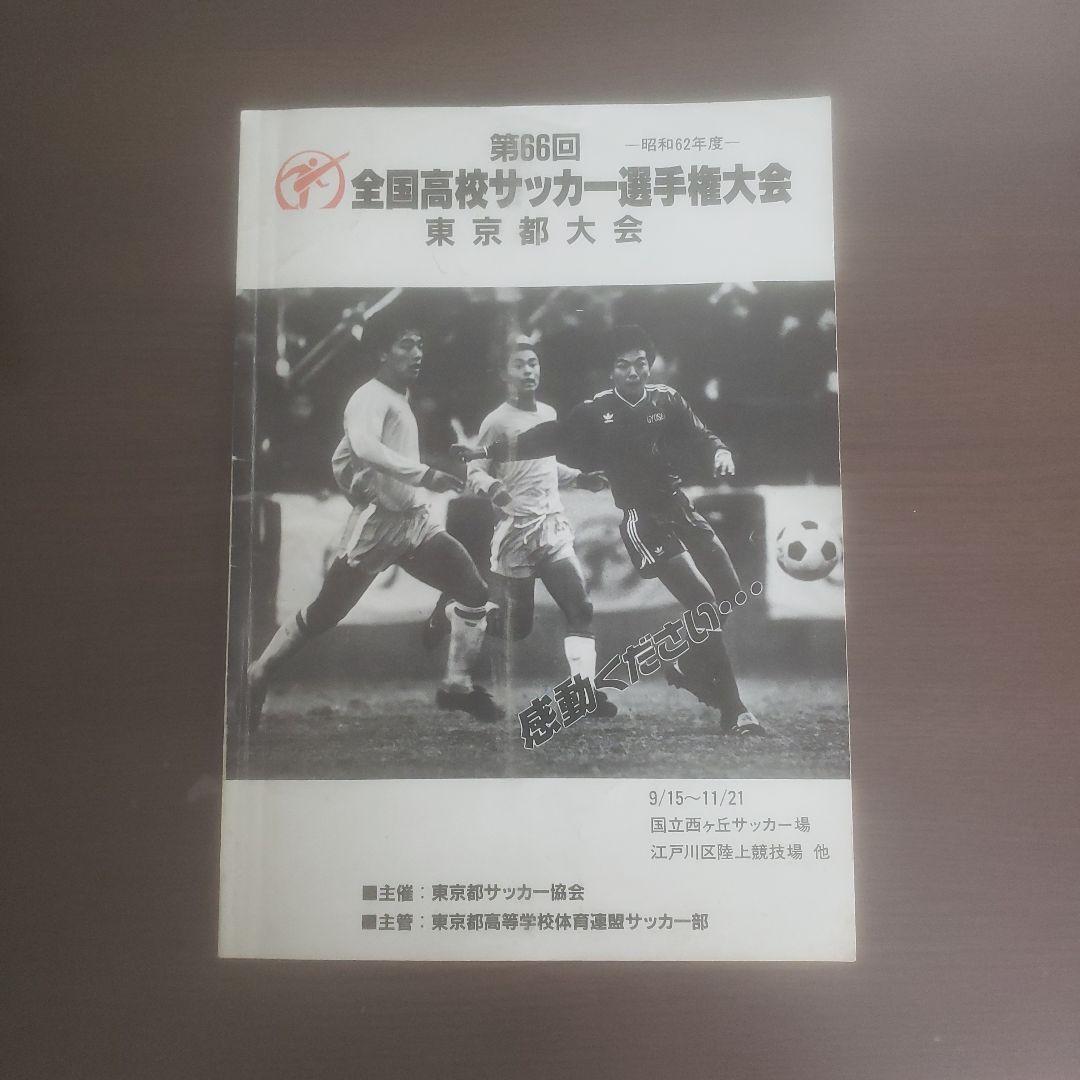 第66回 ―昭和62年度―
全国高校サッカー選手権大会
東京都大会
感動ください・・・
9/15～11/21
国立西ヶ丘サッカー場
江戸川区陸上競技場 他
■主催：東京都サッカー協会
■主管：東京都高等学校体育連盟サッカー部